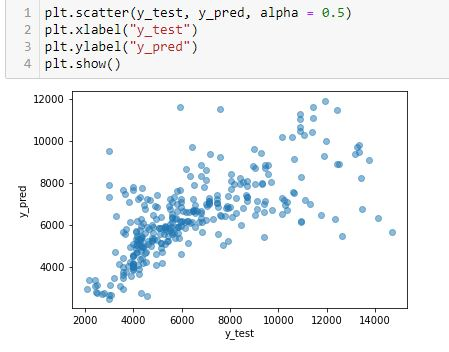 1 plt.scatter(y_test, y_pred, alpha = 0.5)
2 plt.xlabel("y_test")
3 plt.ylabel("y_pred")
4 plt.show()
12000
10000
8000
6000
4000
y_pred
2000 4000 6000 8000 10000 12000 14000
y_test